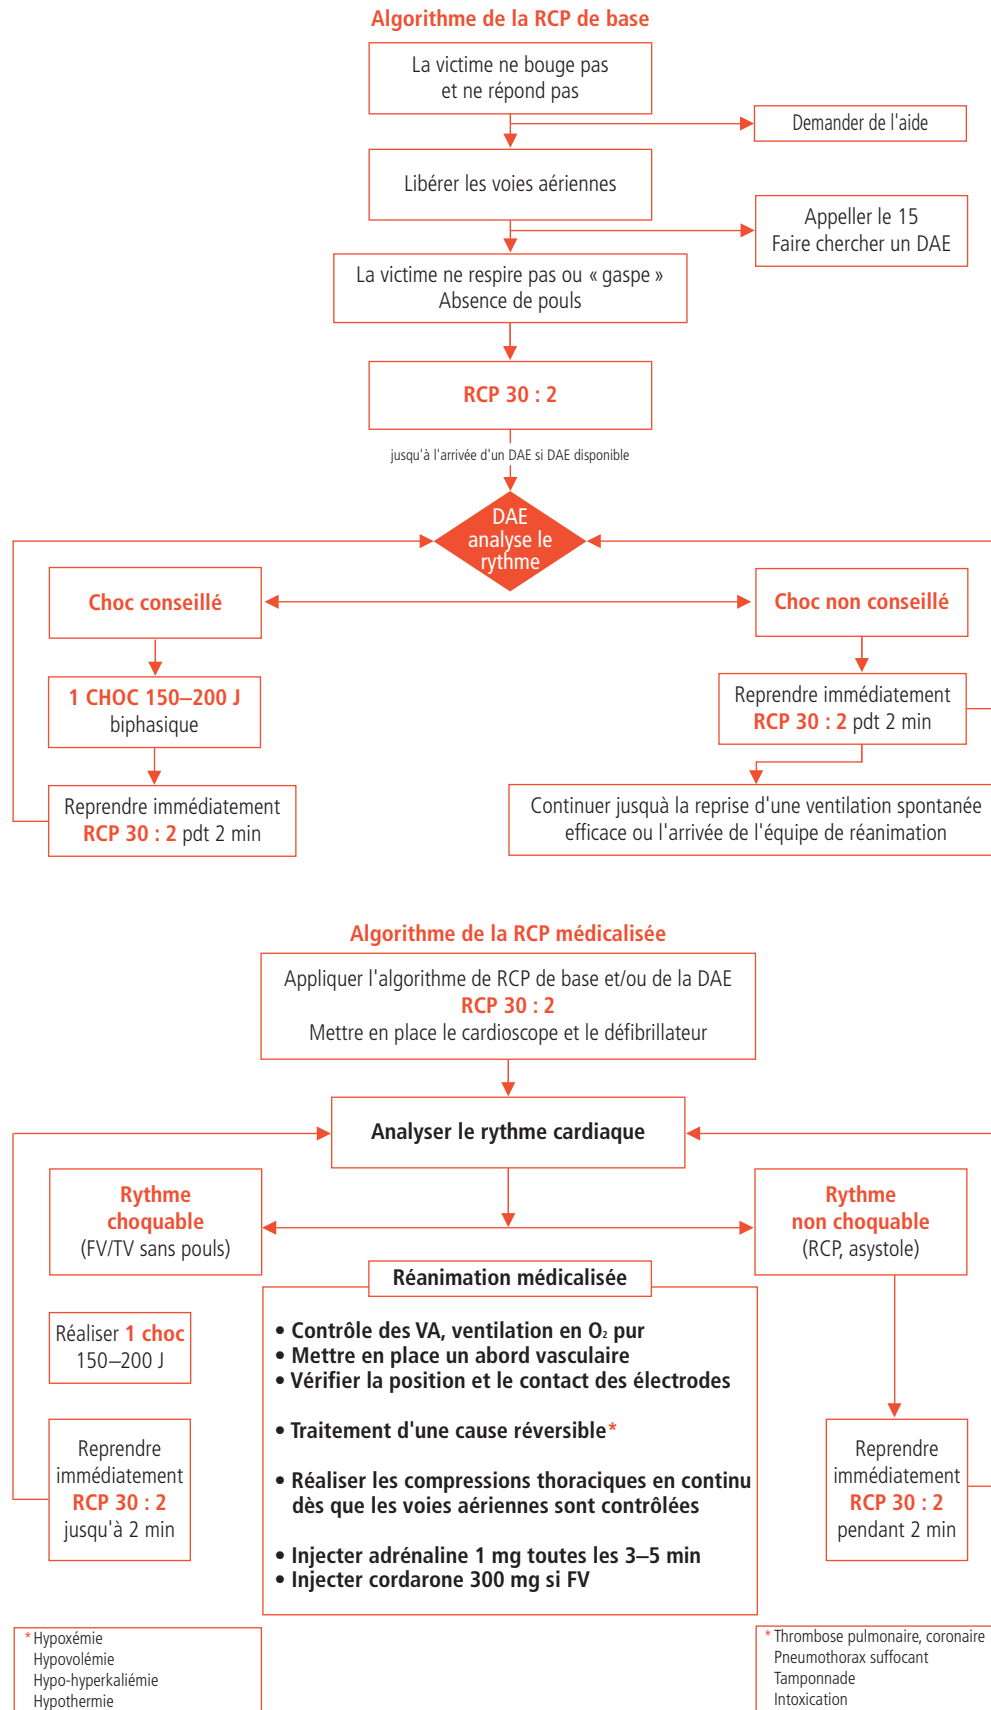 Algorithme de la RCP de base
La victime ne bouge pas
et ne répond pas
Demander de l'aide
Libérer les voies aériennes
Appeller le 15
Faire chercher un DAE
La victime ne respire pas ou « gaspe »
Absence de pouls
RCP 30 : 2
jusqu'à l'arrivée d'un DAE si DAE disponible
DAE
analyse le
rythme
Choc conseillé
Choc non conseillé
1 CHOC 150–200 J
biphasique
Reprendre immédiatement
RCP 30 : 2 pdt 2 min
Reprendre immédiatement
RCP 30 : 2 pdt 2 min
Continuer jusquà la reprise d'une ventilation spontanée
efficace ou l'arrivée de l'équipe de réanimation
Algorithme de la RCP médicalisée
Appliquer l'algorithme de RCP de base et/ou de la DAE
RCP 30 : 2
Mettre en place le cardioscope et le défibrillateur
Analyser le rythme cardiaque
Rythme
choquable
(FV/TV sans pouls)
Rythme
non choquable
(RCP, asystole)
Réaliser 1 choc
150–200 J
Reprendre
immédiatement
RCP 30 : 2
jusqu'à 2 min
Réanimation médicalisée
• Contrôle des VA, ventilation en O₂ pur
• Mettre en place un abord vasculaire
• Vérifier la position et le contact des électrodes
• Traitement d'une cause réversible*
• Réaliser les compressions thoraciques en continu
dès que les voies aériennes sont contrôlées
• Injecter adrénaline 1 mg toutes les 3–5 min
• Injecter cordarone 300 mg si FV
Reprendre
immédiatement
RCP 30 : 2
pendant 2 min
* Hypoxémie
Hypovolémie
Hypo-hyperkaliémie
Hypothermie
* Thrombose pulmonaire, coronaire
Pneumothorax suffocant
Tamponnade
Intoxication